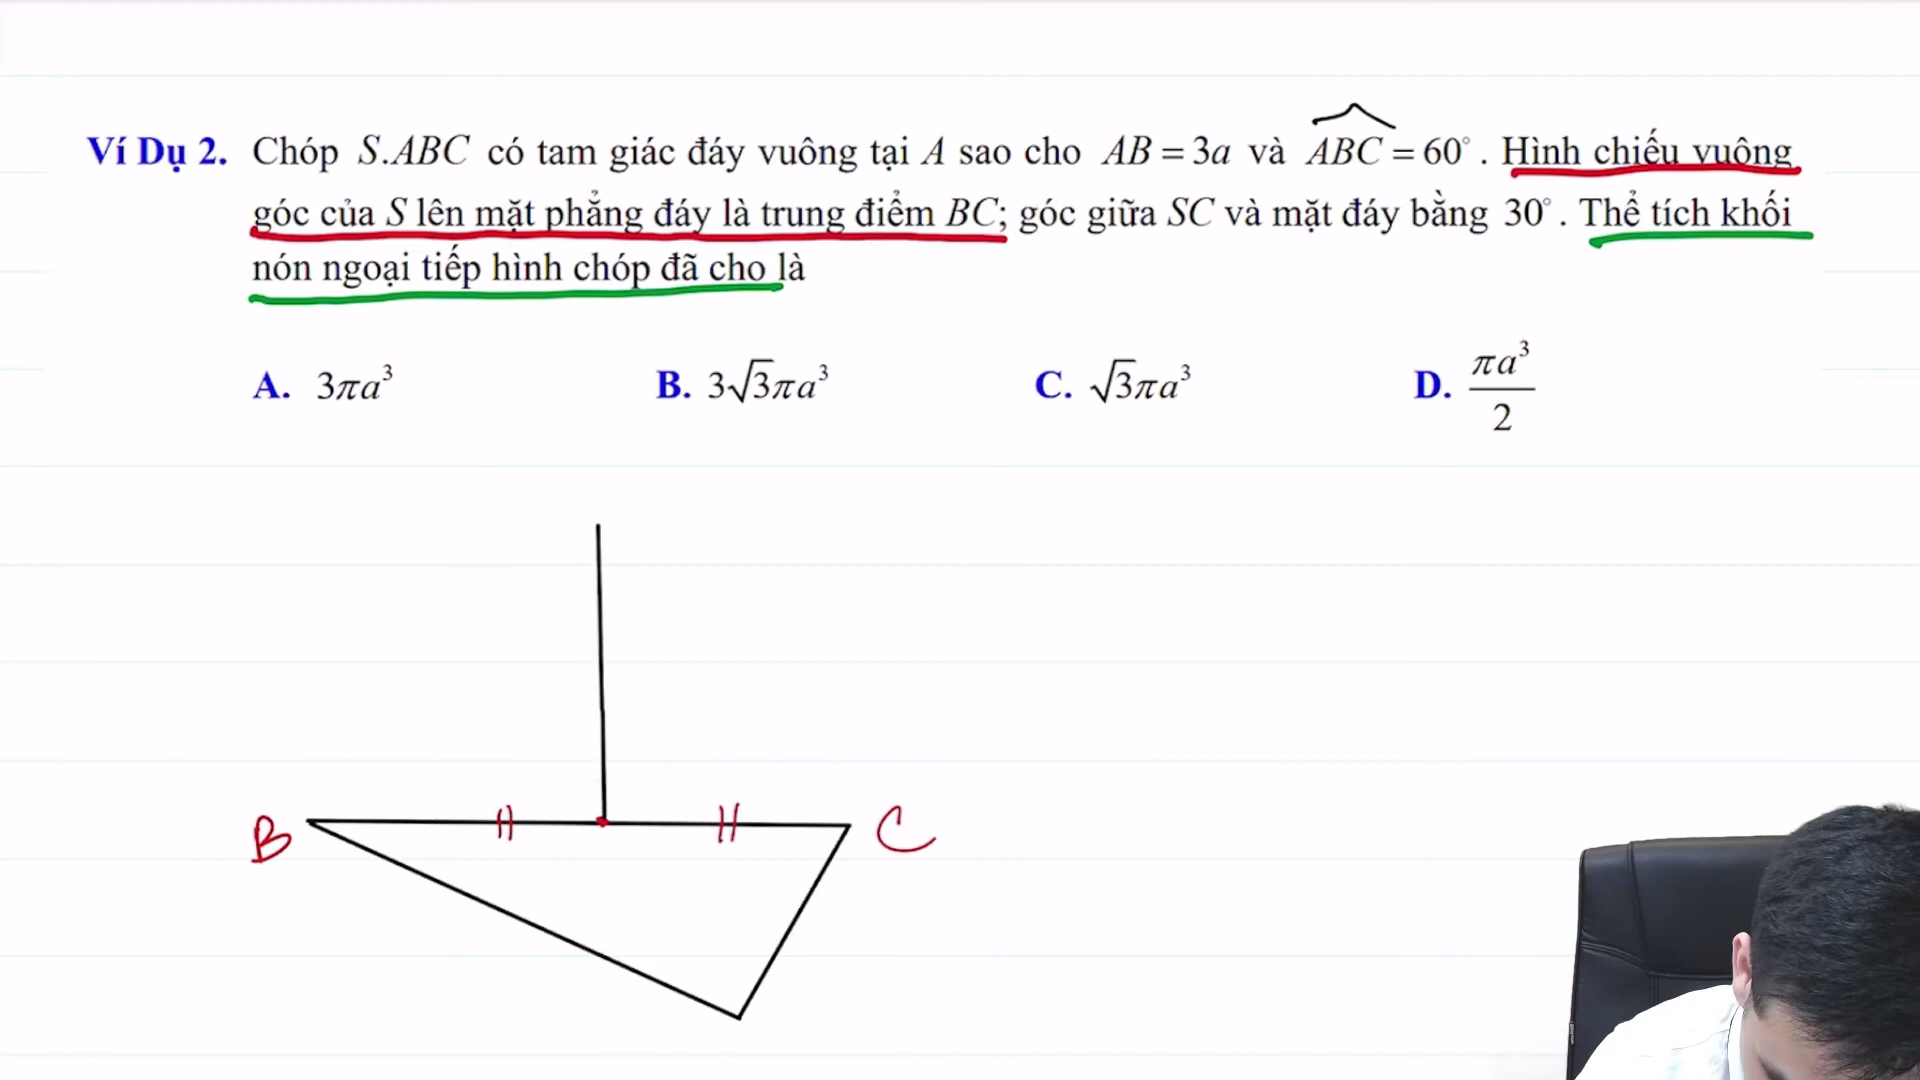 Ví Dụ 2. Chóp S.ABC có tam giác đáy vuông tại A sao cho AB = 3a và ABC = 60°. Hình chiếu vuông
góc của S lên mặt phẳng đáy là trung điểm BC; góc giữa SC và mặt đáy bằng 30°. Thể tích khối
nón ngoại tiếp hình chóp đã cho là
A. 3πa³ B. 3√3πa³ C. √3πa³ D. πa³/2
B C